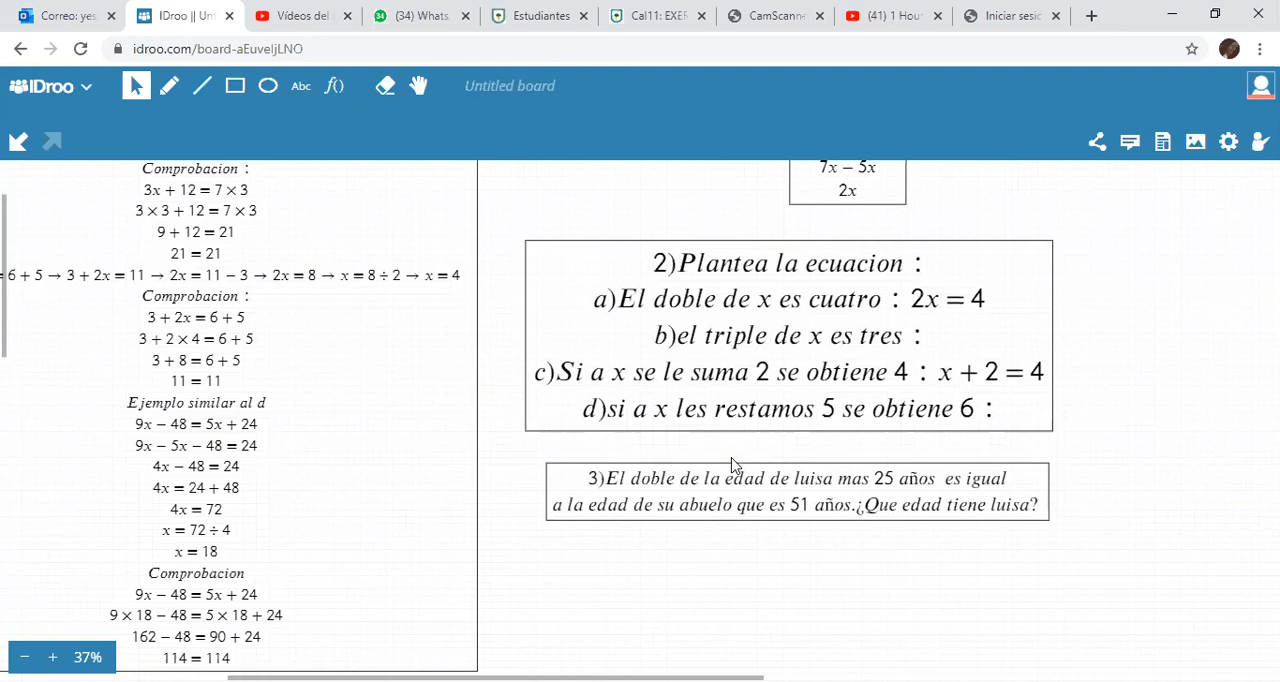 Correo: yes
IDroo | Unt
Vídeos del
(34) Whats
Estudiantes
Cal11: EXER
CamScanne
(41) 1 Hou
Iniciar sesic
idroo.com/board-aEuveljLNO
IDroo
Abc
f()
Untitled board
Comprobacion :
3x + 12 = 7 × 3
3 × 3 + 12 = 7 × 3
9 + 12 = 21
21 = 21
= 6 + 5 → 3 + 2x = 11 → 2x = 11 − 3 → 2x = 8 → x = 8 ÷ 2 → x = 4
Comprobacion :
3 + 2x = 6 + 5
3 + 2 × 4 = 6 + 5
3 + 8 = 6 + 5
11 = 11
Ejemplo similar al d
9x − 48 = 5x + 24
9x − 5x − 48 = 24
4x − 48 = 24
4x = 24 + 48
4x = 72
x = 72 ÷ 4
x = 18
Comprobacion
9x − 48 = 5x + 24
9 × 18 − 48 = 5 × 18 + 24
162 − 48 = 90 + 24
114 = 114
7x − 5x
2x
2)Plantea la ecuacion :
a)El doble de x es cuatro : 2x = 4
b)el triple de x es tres :
c)Si a x se le suma 2 se obtiene 4 : x + 2 = 4
d)si a x les restamos 5 se obtiene 6 :
3)El doble de la edad de luisa mas 25 años es igual
a la edad de su abuelo que es 51 años.¿Que edad tiene luisa?
− + 37%